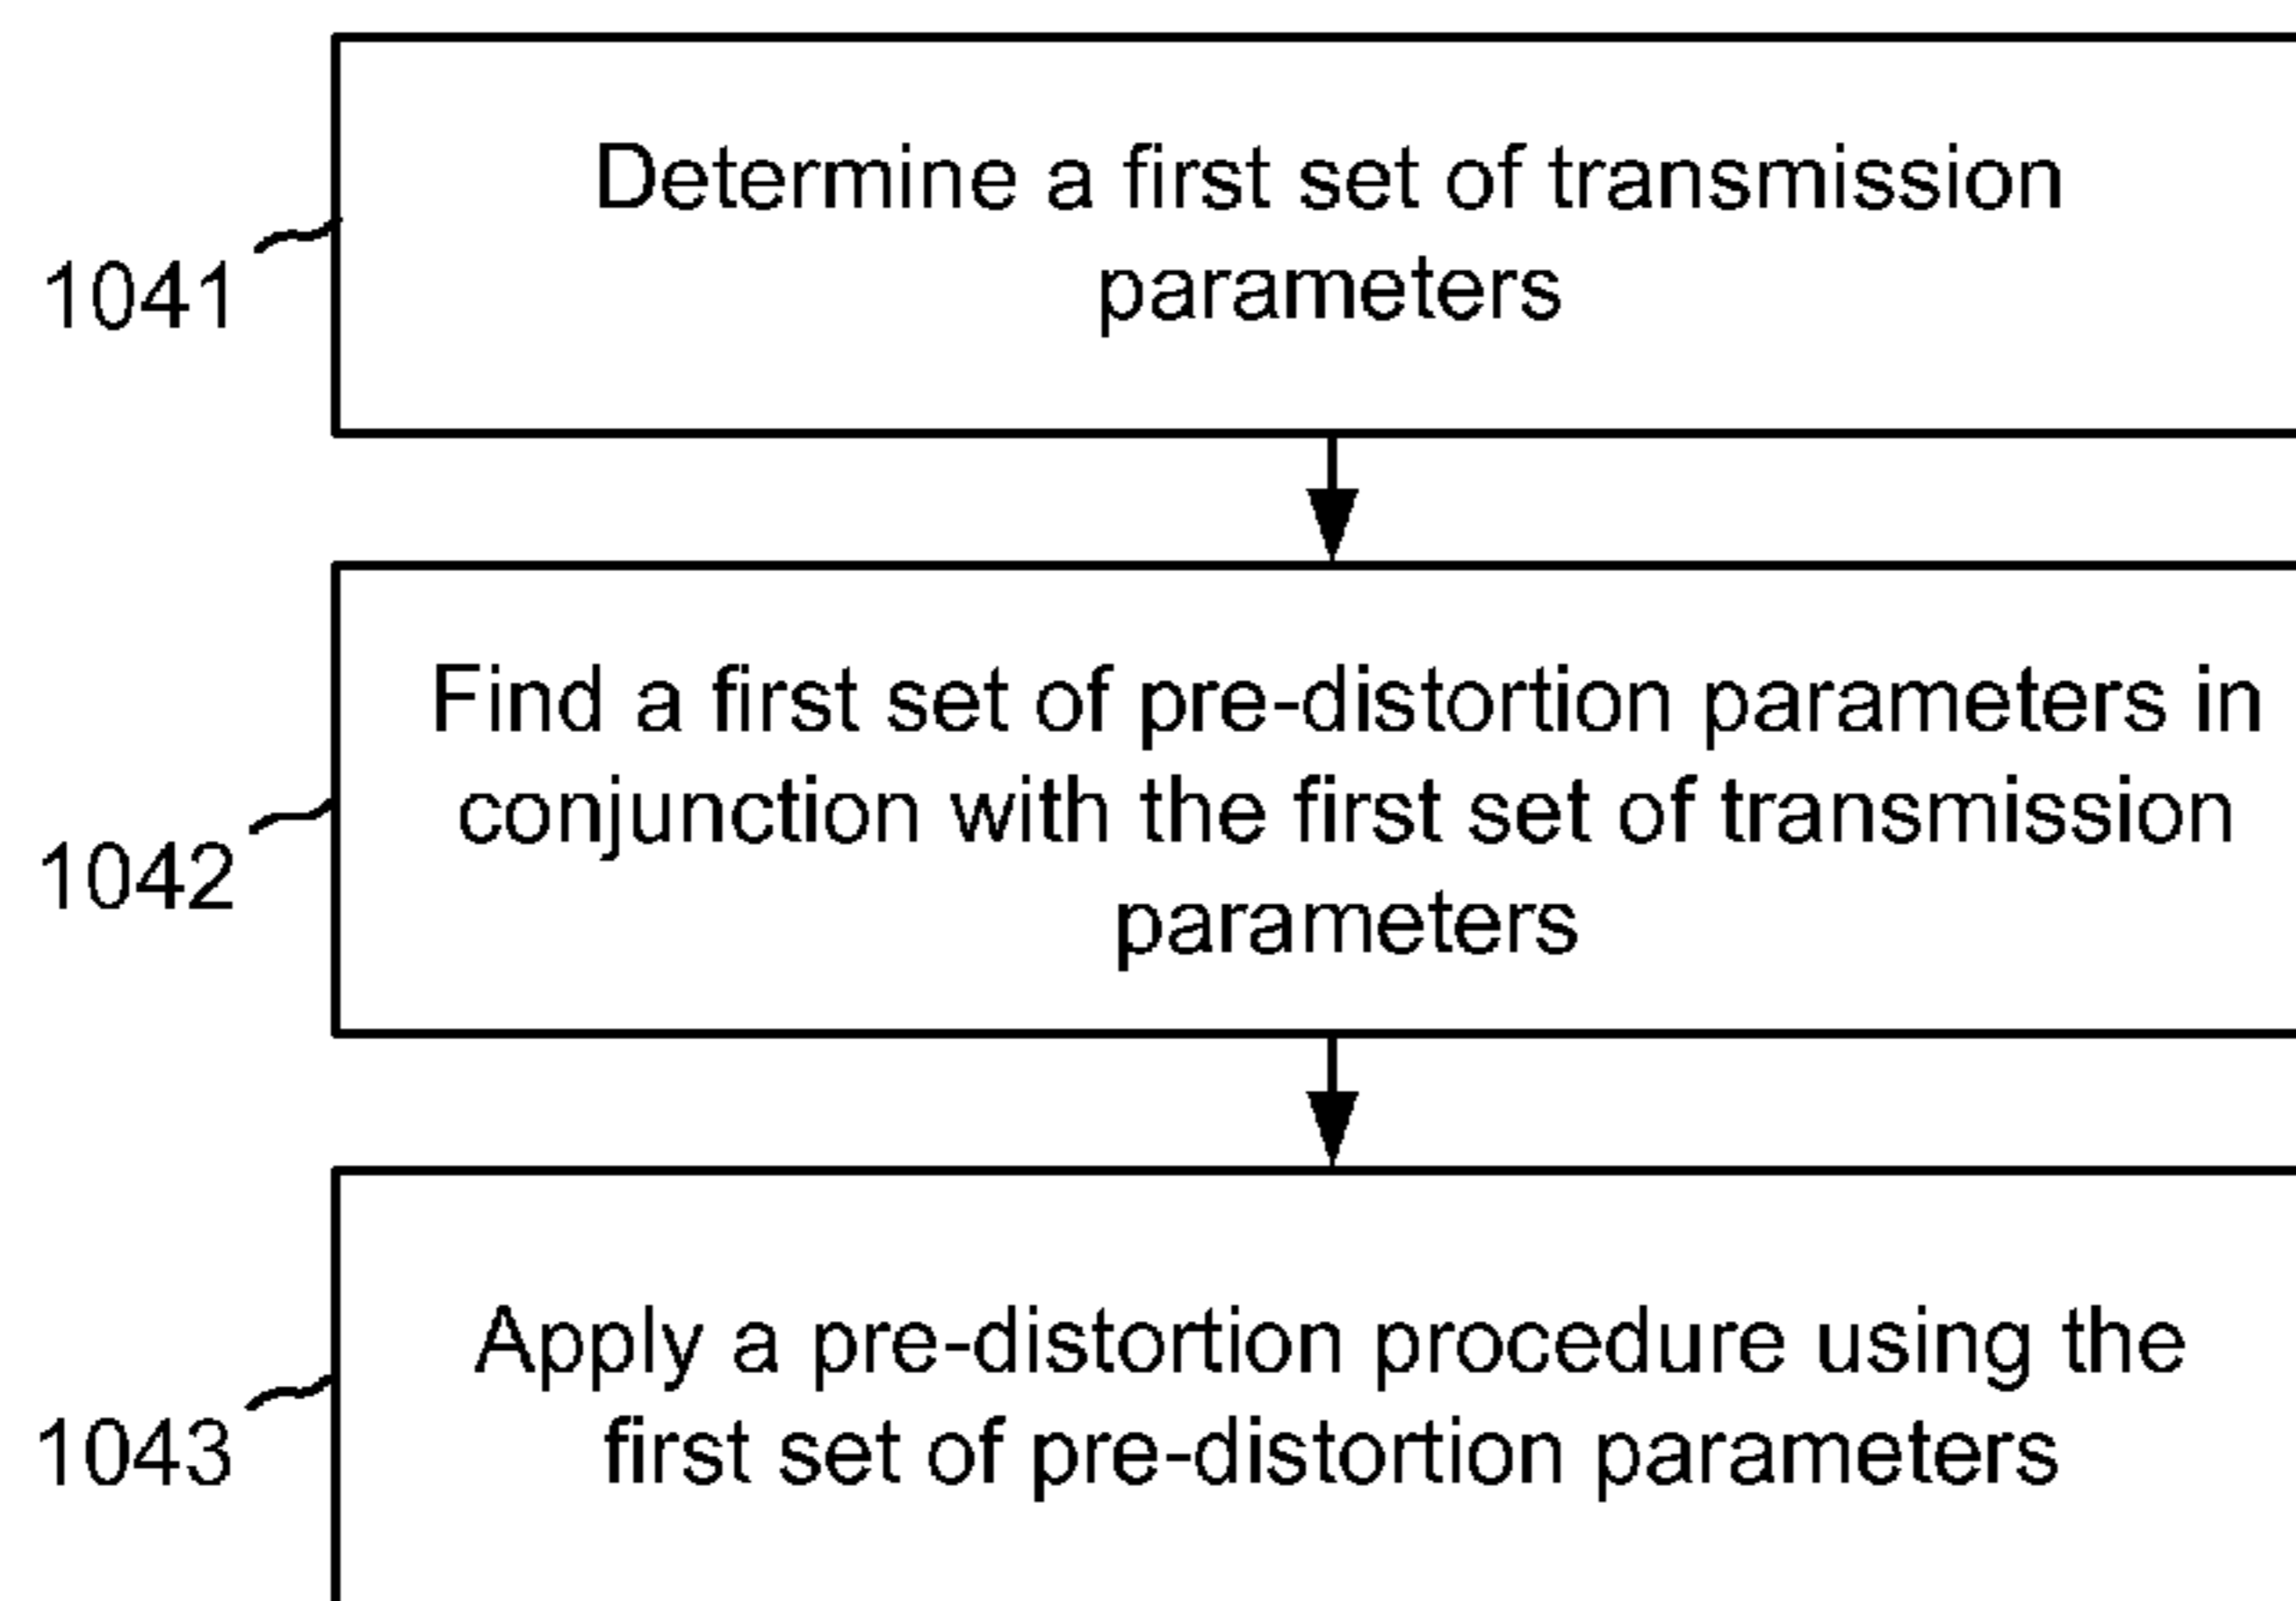 Determine a first set of transmission
parameters
1041
Find a first set of pre-distortion parameters in
conjunction with the first set of transmission
parameters
1042
Apply a pre-distortion procedure using the
first set of pre-distortion parameters
1043